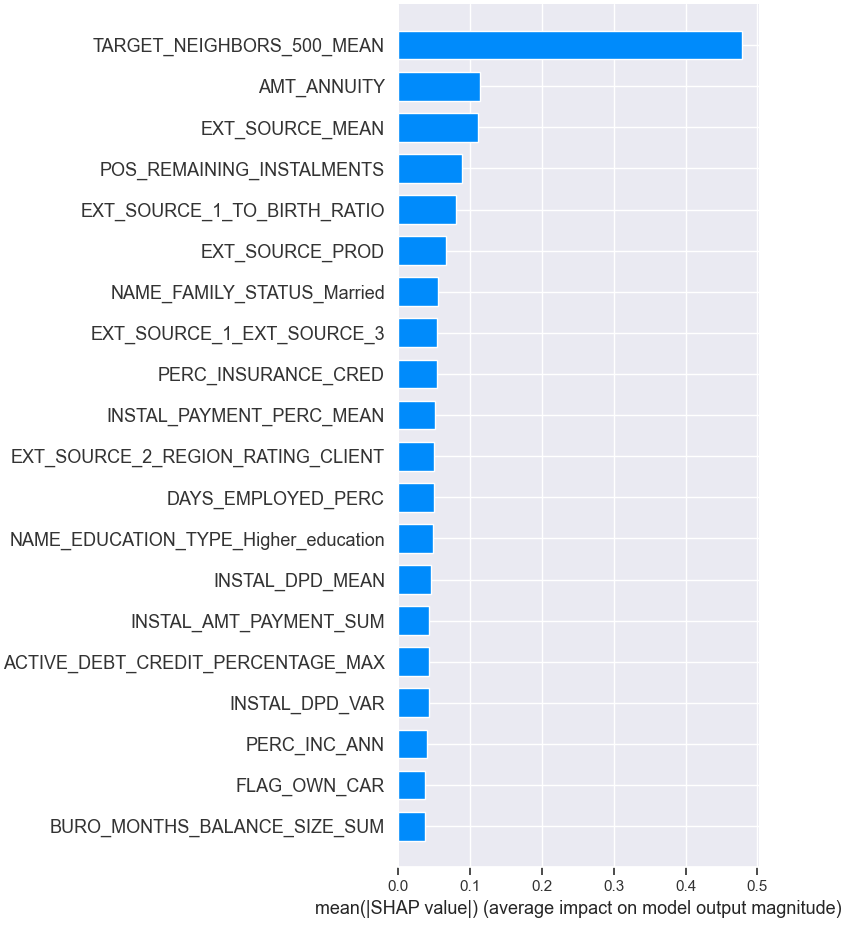 TARGET_NEIGHBORS_500_MEAN
AMT_ANNUITY
EXT_SOURCE_MEAN
POS_REMAINING_INSTALMENTS
EXT_SOURCE_1_TO_BIRTH_RATIO
EXT_SOURCE_PROD
NAME_FAMILY_STATUS_Married
EXT_SOURCE_1_EXT_SOURCE_3
PERC_INSURANCE_CRED
INSTAL_PAYMENT_PERC_MEAN
EXT_SOURCE_2_REGION_RATING_CLIENT
DAYS_EMPLOYED_PERC
NAME_EDUCATION_TYPE_Higher_education
INSTAL_DPD_MEAN
INSTAL_AMT_PAYMENT_SUM
ACTIVE_DEBT_CREDIT_PERCENTAGE_MAX
INSTAL_DPD_VAR
PERC_INC_ANN
FLAG_OWN_CAR
BURO_MONTHS_BALANCE_SIZE_SUM
0.0 0.1 0.2 0.3 0.4 0.5
mean(|SHAP value|) (average impact on model output magnitude)